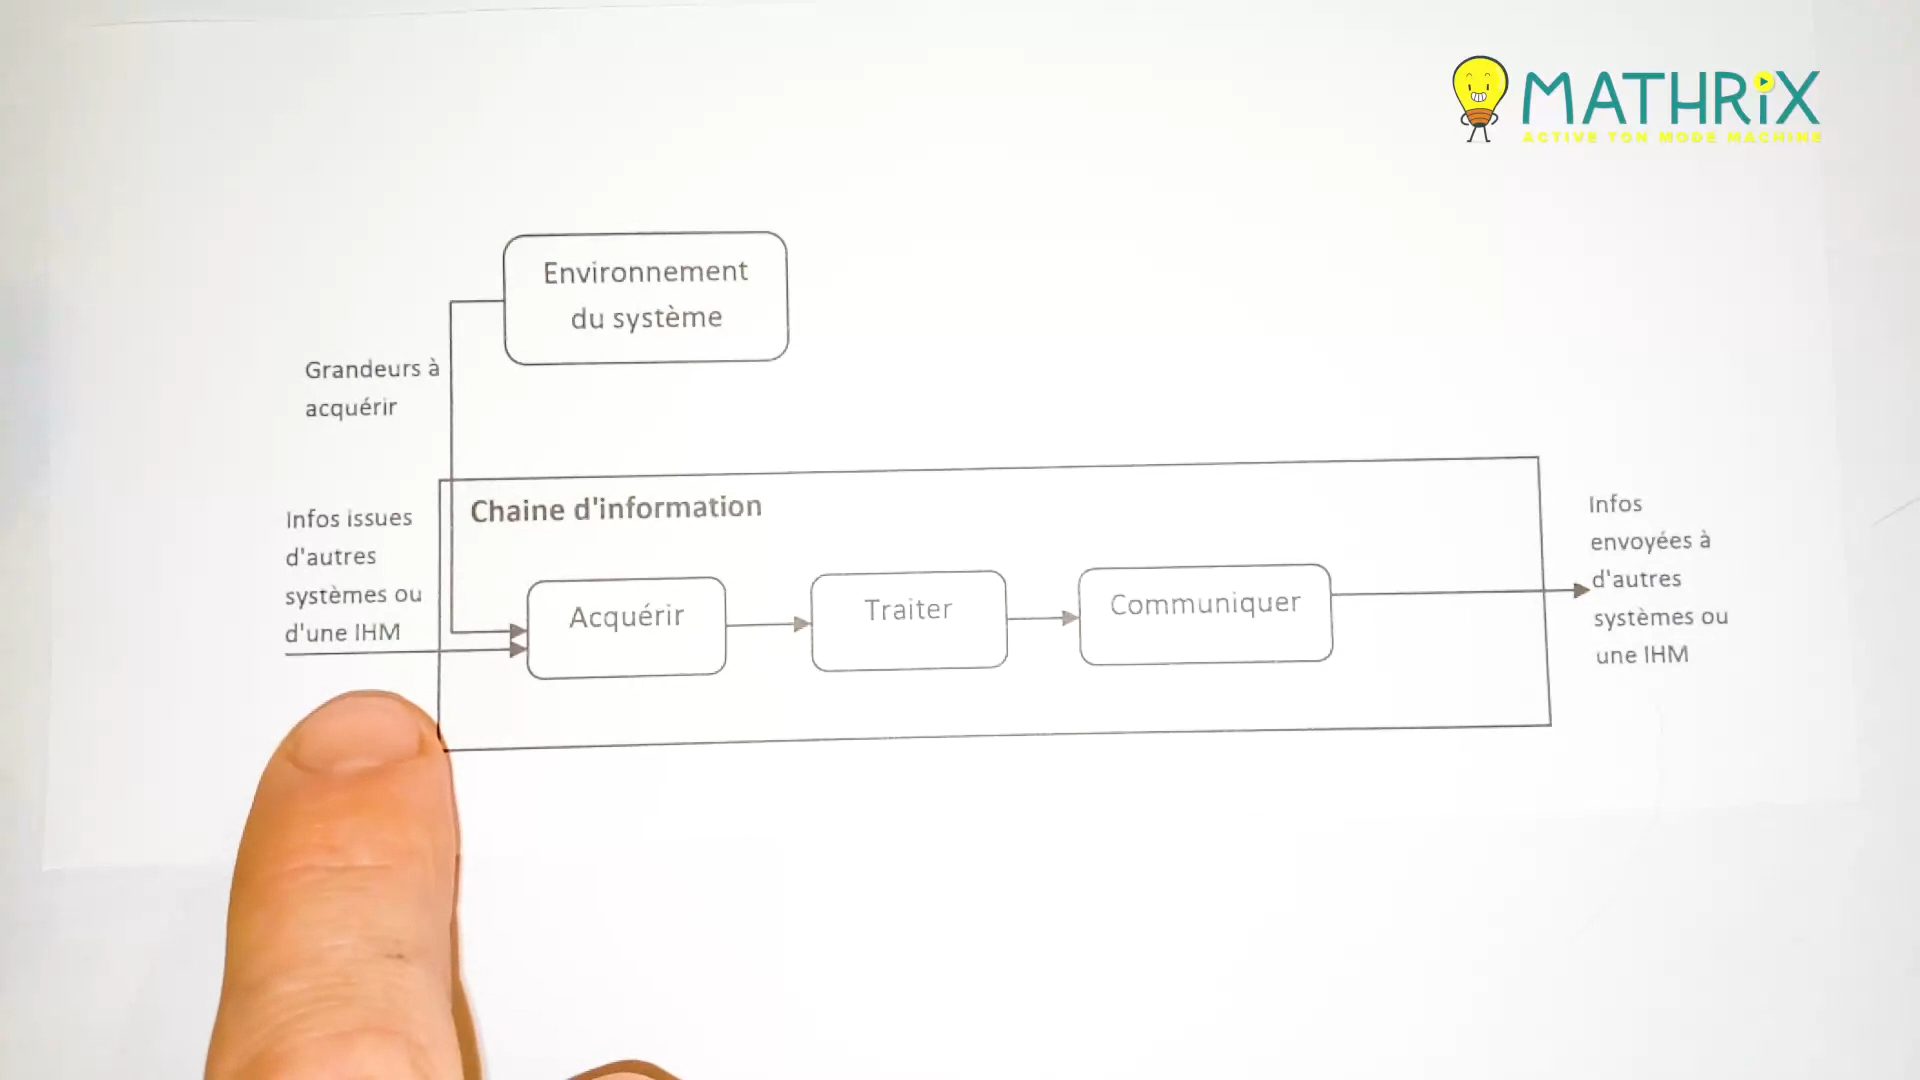 MATHRiX
ACTIVE TON MODE MACHINE
Environnement
du système
Grandeurs à
acquérir
Chaine d'information
Infos issues
d'autres
systèmes ou
d'une IHM
Acquérir
Traiter
Communiquer
Infos
envoyées à
d'autres
systèmes ou
une IHM